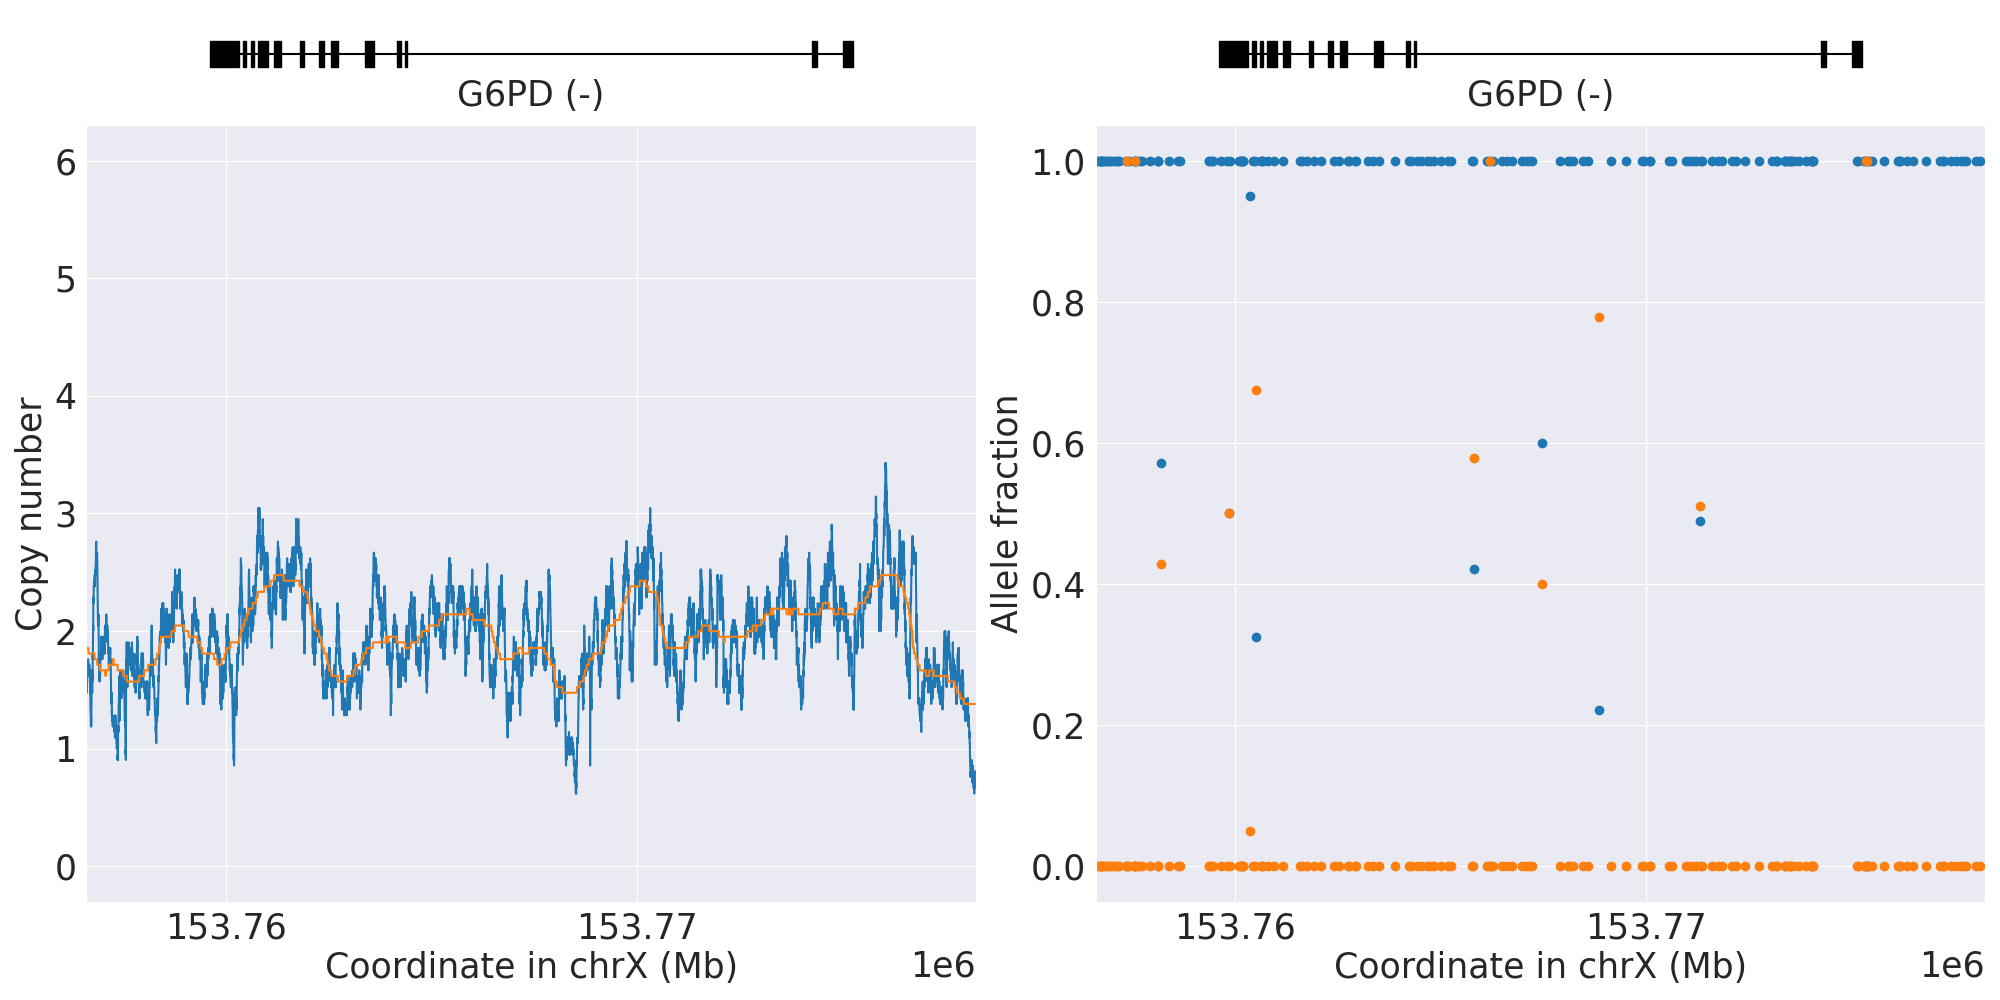 G6PD (-)
6
5
4
3
2
1
0
Copy number
153.76
153.77
Coordinate in chrX (Mb)
1e6
G6PD (-)
1.0
0.8
0.6
0.4
0.2
0.0
Allele fraction
153.76
153.77
Coordinate in chrX (Mb)
1e6